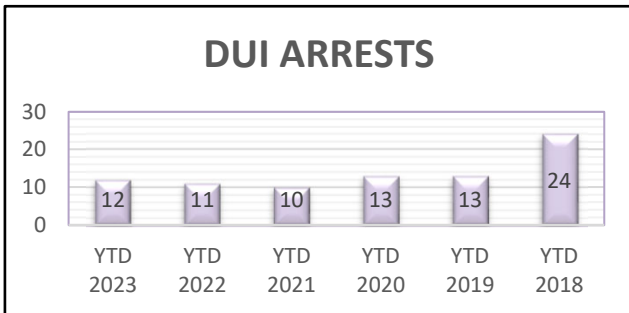 DUI ARRESTS
30
20
10
0
12 11 10 13 13 24
YTD YTD YTD YTD YTD YTD
2023 2022 2021 2020 2019 2018